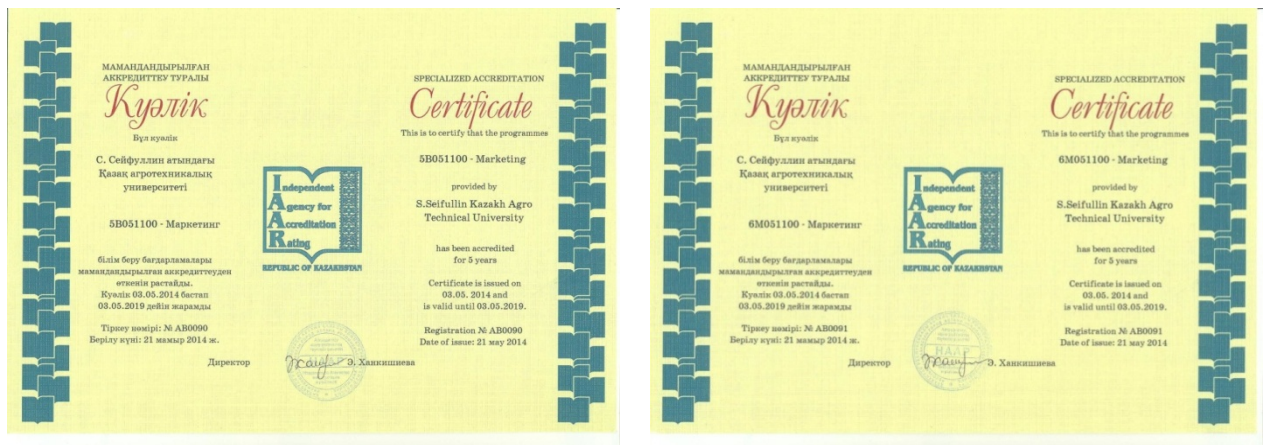 МАМАНДАНДЫРЫЛҒАН
АККРЕДИТТЕУ ТУРАЛЫ
Куәлік
Бұл куәлік
С. Сейфуллин атындағы
Қазақ агротехникалық
университеті
5В051100 - Маркетинг
білім беру бағдарламалары
мамандандырылған аккредиттеуден
өткенін растайды.
Куәлік 03.05.2014 бастап
03.05.2019 дейін жарамды
Тіркеу нөмірі: № АВ0090
Берілу күні: 21 мамыр 2014 ж.
Директор
Э. Ханкишиева
Independent
Agency for
Accreditation
Rating
REPUBLIC OF KAZAKHSTAN
SPECIALIZED ACCREDITATION
Certificate
This is to certify that the programmes
5B051100 - Marketing
provided by
S.Seifullin Kazakh Agro
Technical University
has been accredited
for 5 years
Certificate is issued on
03.05. 2014 and
is valid until 03.05.2019.
Registration № AB0090
Date of issue: 21 may 2014
МАМАНДАНДЫРЫЛҒАН
АККРЕДИТТЕУ ТУРАЛЫ
Куәлік
Бұл куәлік
С. Сейфуллин атындағы
Қазақ агротехникалық
университеті
6М051100 - Маркетинг
білім беру бағдарламалары
мамандандырылған аккредиттеуден
өткенін растайды.
Куәлік 03.05.2014 бастап
03.05.2019 дейін жарамды
Тіркеу нөмірі: № АВ0091
Берілу күні: 21 мамыр 2014 ж.
Директор
Э. Ханкишиева
Independent
Agency for
Accreditation
Rating
REPUBLIC OF KAZAKHSTAN
SPECIALIZED ACCREDITATION
Certificate
This is to certify that the programmes
6M051100 - Marketing
provided by
S.Seifullin Kazakh Agro
Technical University
has been accredited
for 5 years
Certificate is issued on
03.05. 2014 and
is valid until 03.05.2019.
Registration № AB0091
Date of issue: 21 may 2014